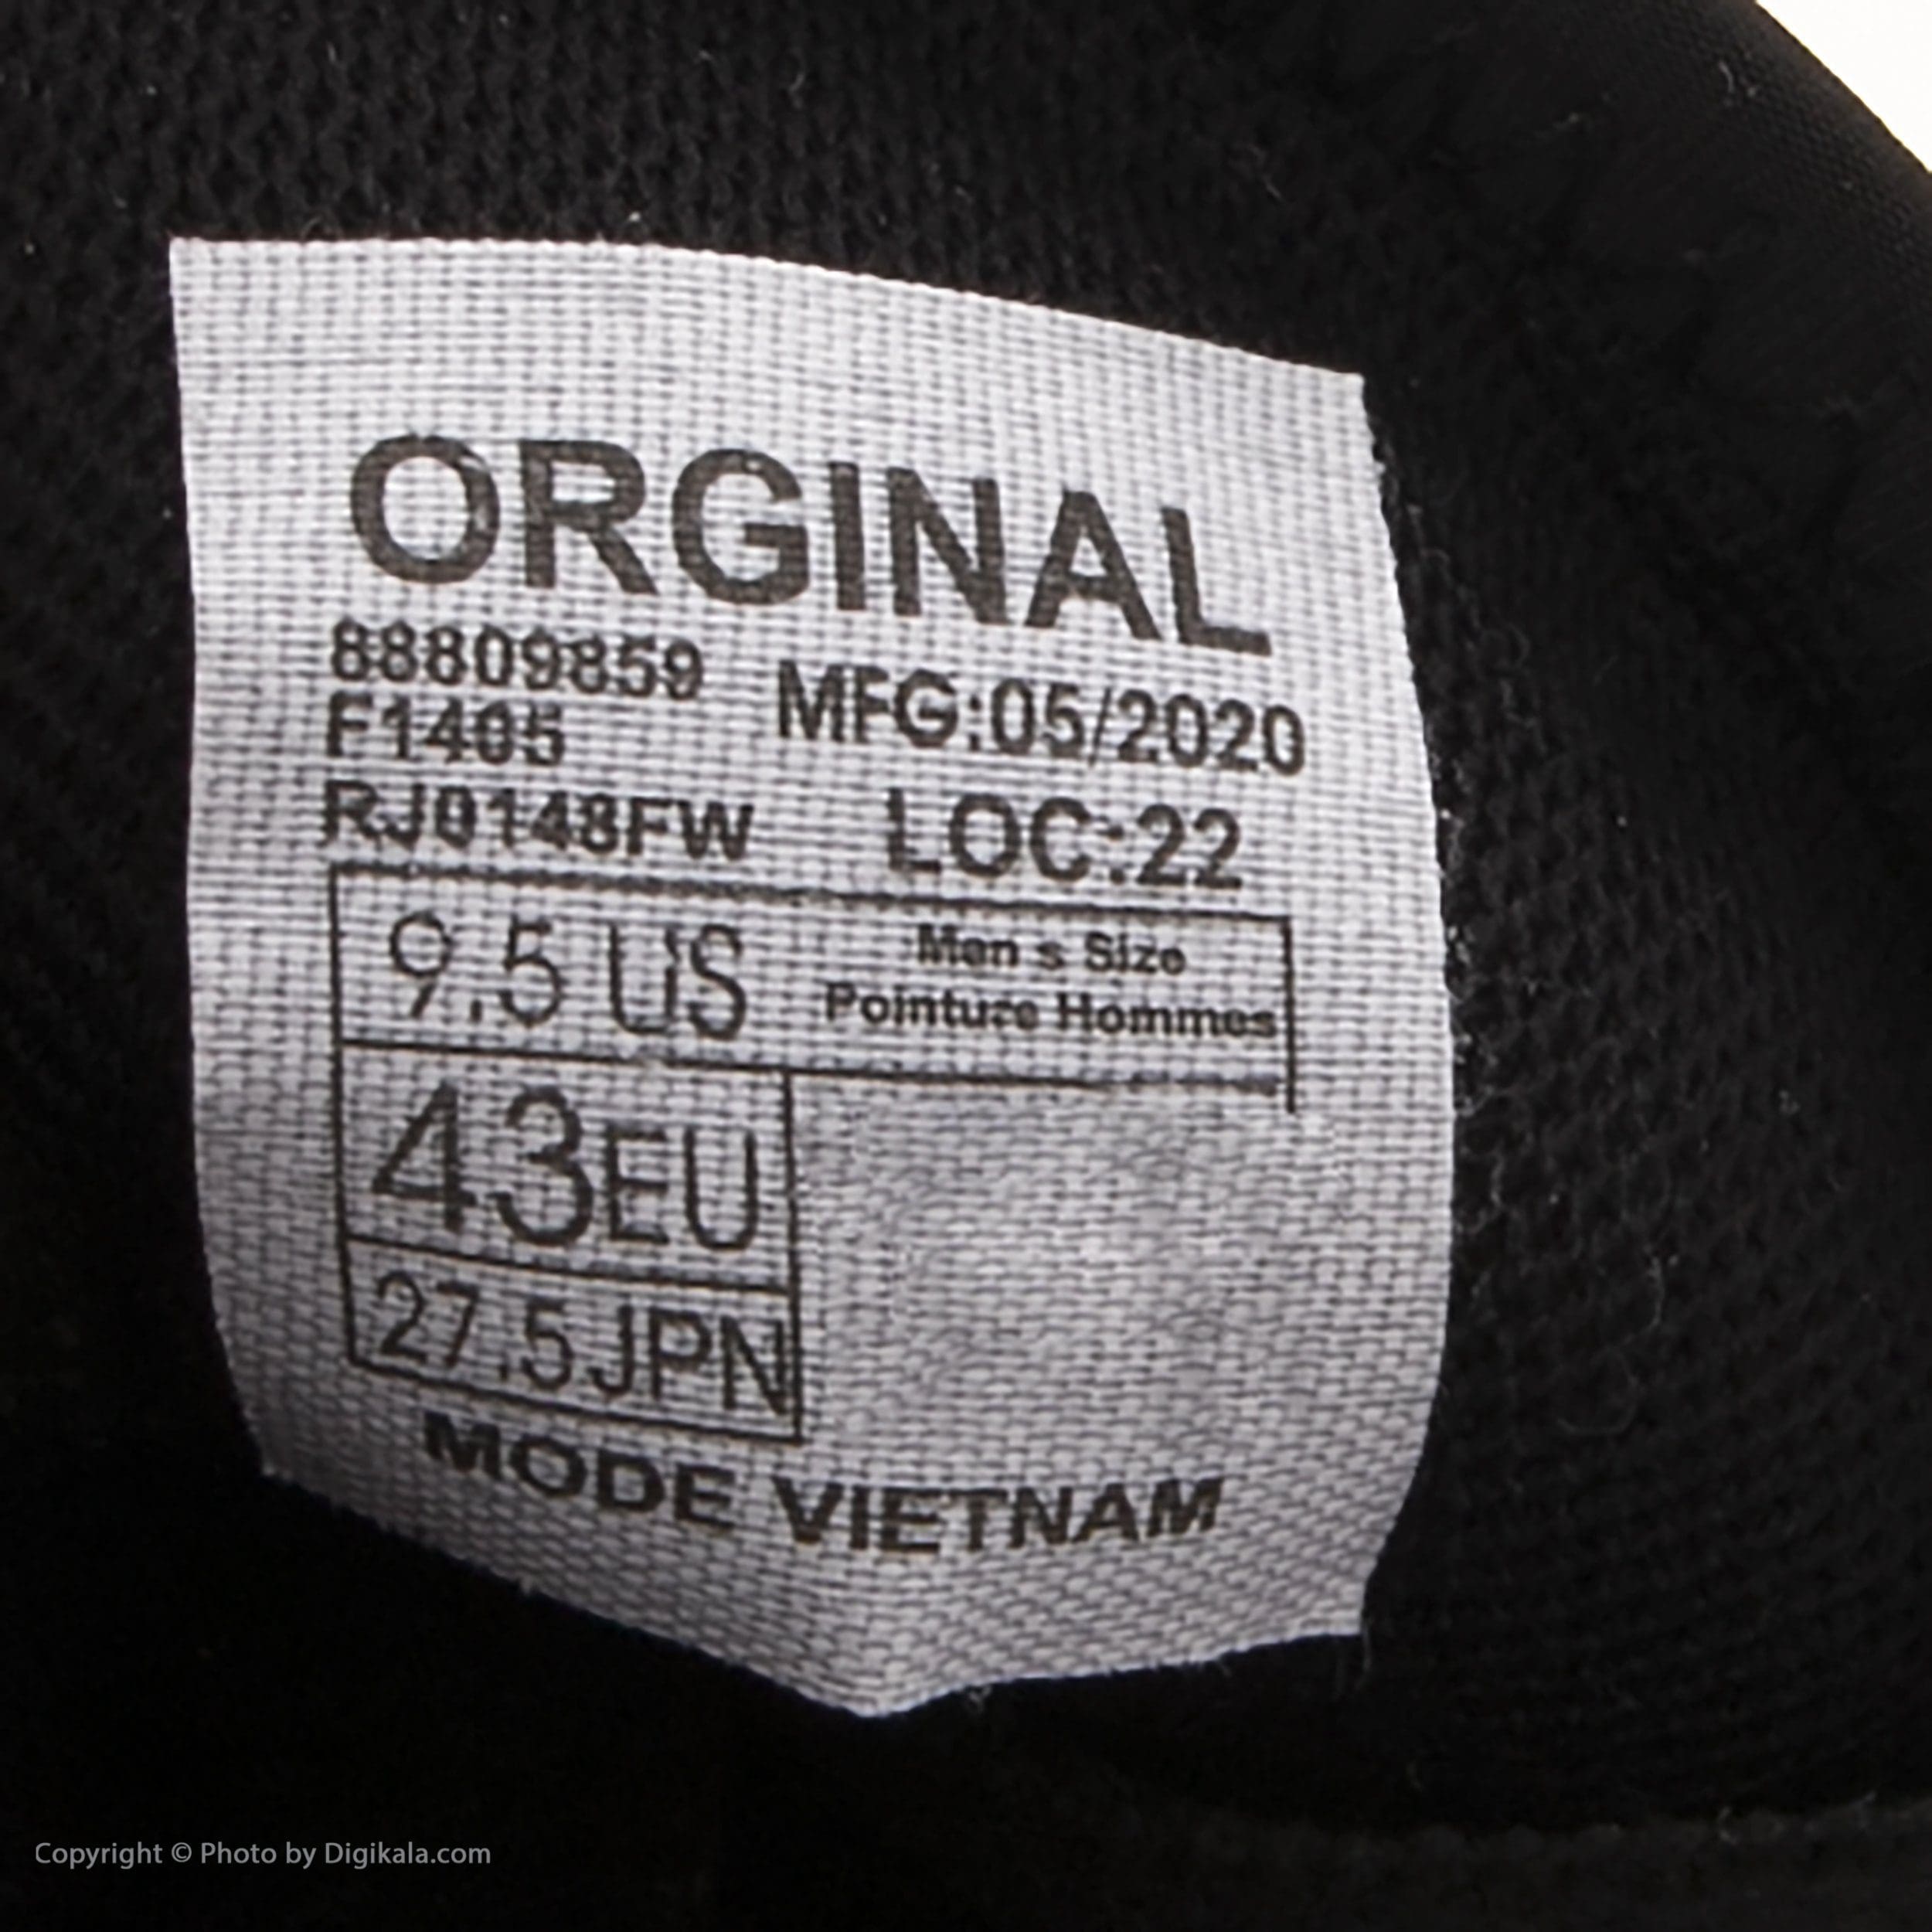 ORGINAL
88809859
F1405
MFG:05/2020
RJ0148FW
LOC:22
9.5 US
Men s Size
Pointure Hommes
43EU
27.5JPN
MODE VIETNAM
Copyright © Photo by Digikala.com